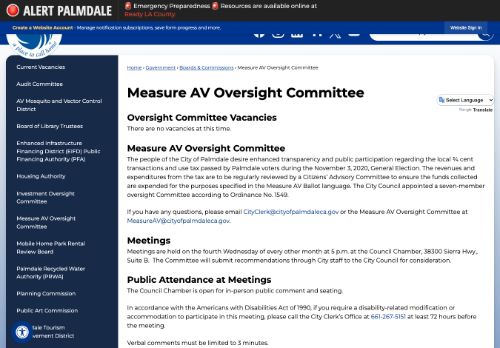 ALERT PALMDALE
🚨 Emergency Preparedness 🚨 Resources are available online at
Ready LA County.
Create a Website Account - Manage notification subscriptions, save form progress and more.
Website Sign In
a place to call home
Select Language
Google Translate
Current Vacancies
Audit Committee
AV Mosquito and Vector Control
District
Board of Library Trustees
Enhanced Infrastructure
Financing District (EIFD) Public
Financing Authority (PFA)
Housing Authority
Investment Oversight
Committee
Measure AV Oversight
Committee
Mobile Home Park Rental
Review Board
Palmdale Recycled Water
Authority (PRWA)
Planning Commission
Public Art Commission
dale Tourism
ovement District
Home › Government › Boards & Commissions › Measure AV Oversight Committee
Measure AV Oversight Committee
Oversight Committee Vacancies
There are no vacancies at this time.
Measure AV Oversight Committee
The people of the City of Palmdale desire enhanced transparency and public participation regarding the local ¾ cent
transactions and use tax passed by Palmdale voters during the November 3, 2020, General Election. The revenues and
expenditures from the tax are to be regularly reviewed by a Citizens' Advisory Committee to ensure the funds collected
are expended for the purposes specified in the Measure AV Ballot language. The City Council appointed a seven-member
oversight Committee according to Ordinance No. 1549.
If you have any questions, please email CityClerk@cityofpalmdaleca.gov or the Measure AV Oversight Committee at
MeasureAV@cityofpalmdaleca.gov.
Meetings
Meetings are held on the fourth Wednesday of every other month at 5 p.m. at the Council Chamber, 38300 Sierra Hwy.,
Suite B. The Committee will submit recommendations through City staff to the City Council for consideration.
Public Attendance at Meetings
The Council Chamber is open for in-person public comment and seating.
In accordance with the Americans with Disabilities Act of 1990, if you require a disability-related modification or
accommodation to participate in this meeting, please call the City Clerk's Office at 661-267-5151 at least 72 hours before
the meeting.
Verbal comments must be limited to 3 minutes.